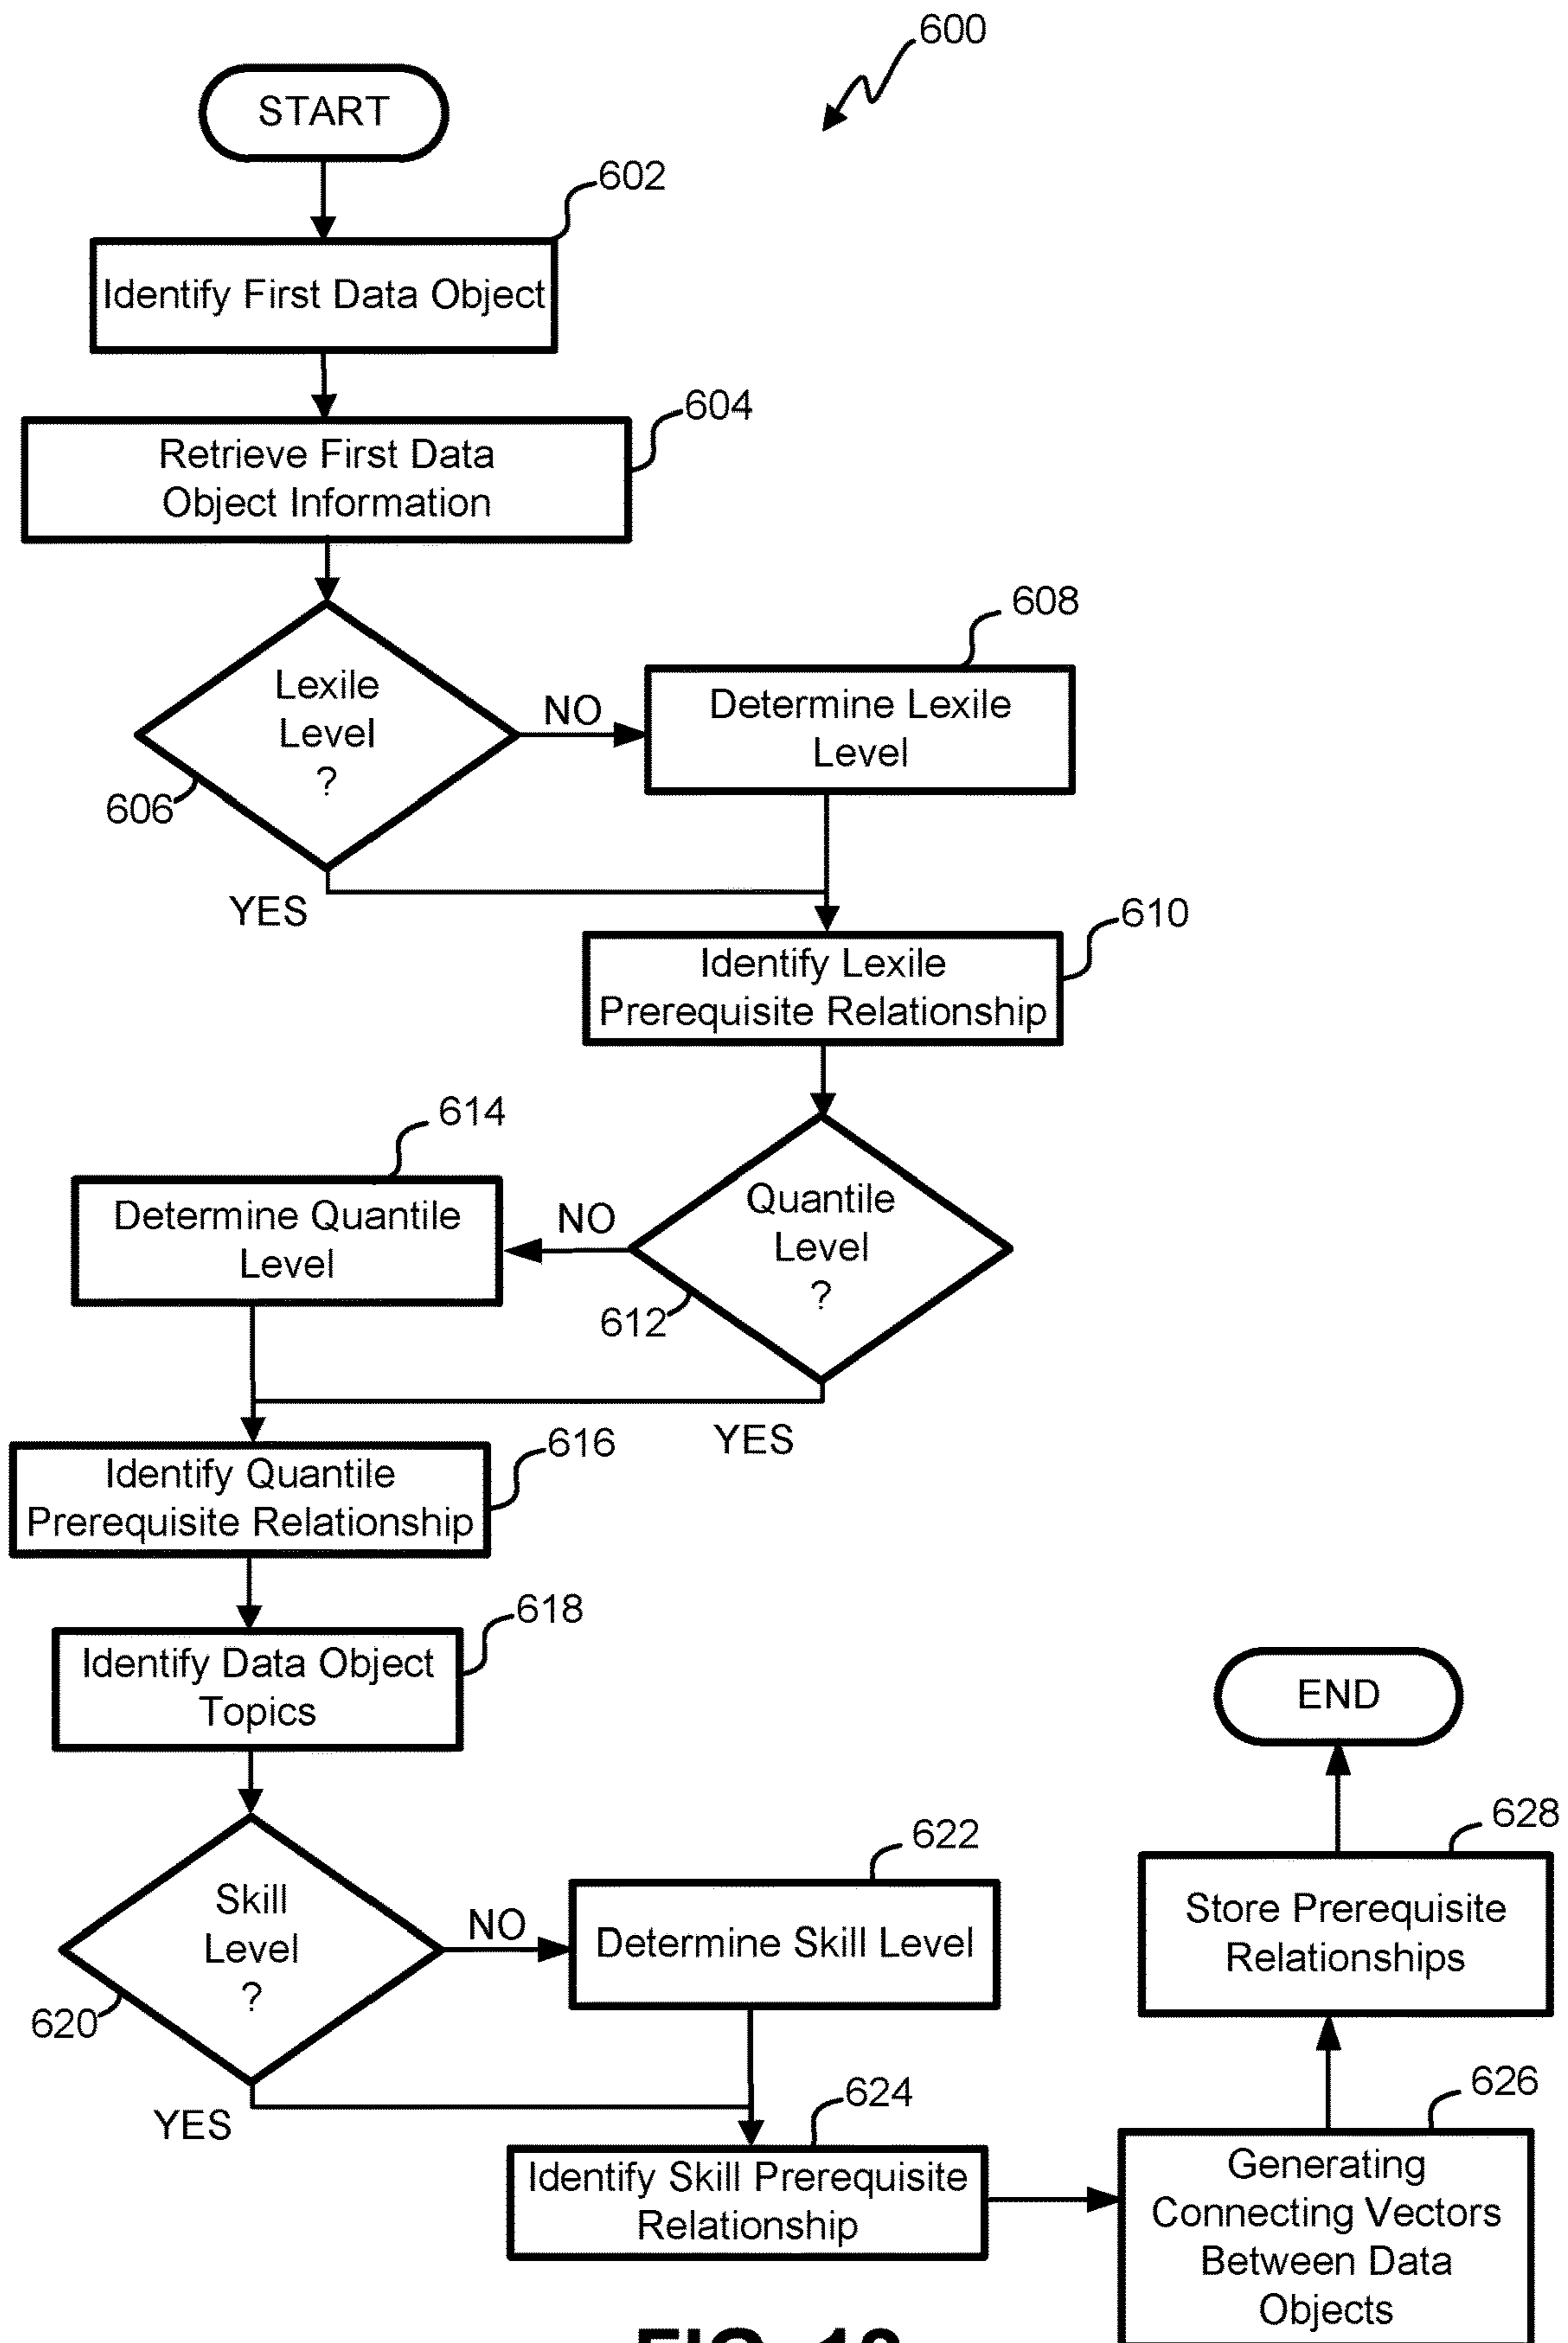 600
START
602
Identify First Data Object
604
Retrieve First Data
Object Information
608
Lexile
Level
?
NO
Determine Lexile
Level
606
YES
610
Identify Lexile
Prerequisite Relationship
614
Determine Quantile
Level
NO
Quantile
Level
?
612
YES
616
Identify Quantile
Prerequisite Relationship
618
Identify Data Object
Topics
END
622
628
Skill
Level
?
NO
Determine Skill Level
Store Prerequisite
Relationships
620
YES
624
626
Identify Skill Prerequisite
Relationship
Generating
Connecting Vectors
Between Data
Objects